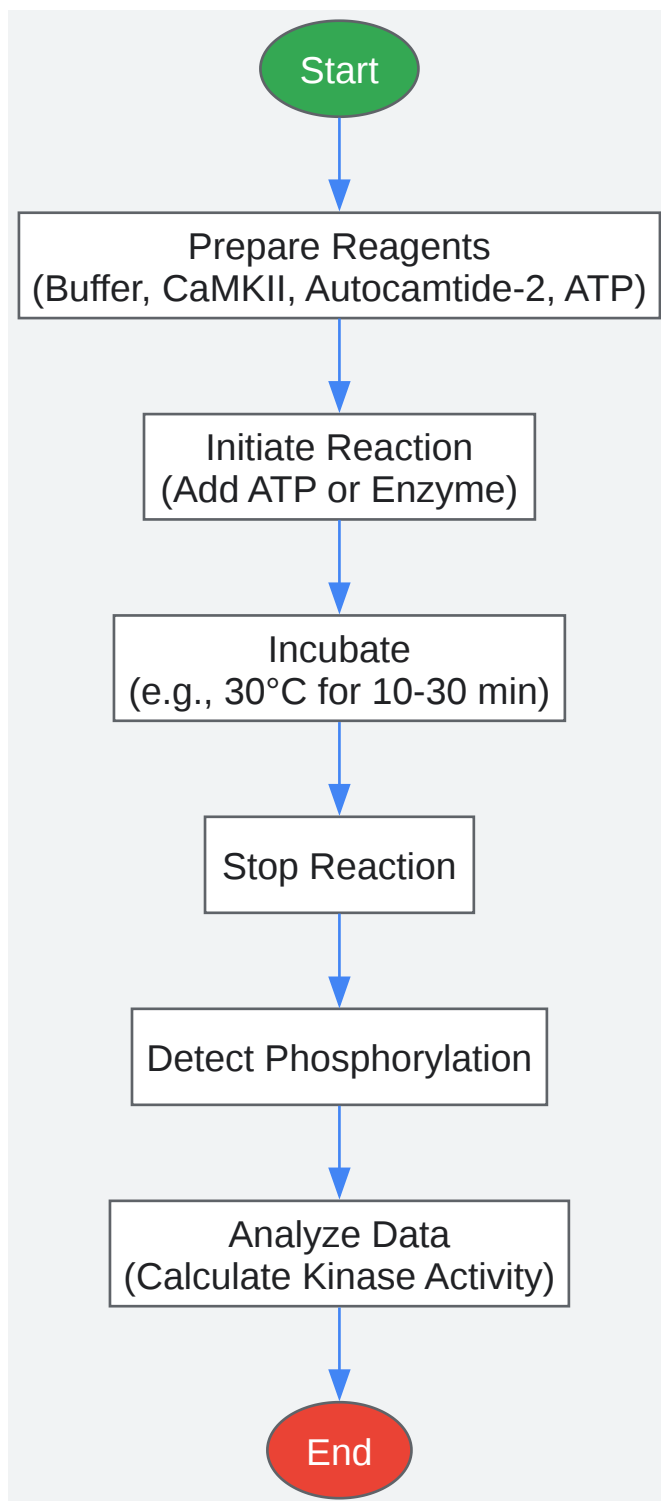 Start
Prepare Reagents
(Buffer, CaMKII, Autocamtide-2, ATP)
Initiate Reaction
(Add ATP or Enzyme)
Incubate
(e.g., 30°C for 10-30 min)
Stop Reaction
Detect Phosphorylation
Analyze Data
(Calculate Kinase Activity)
End